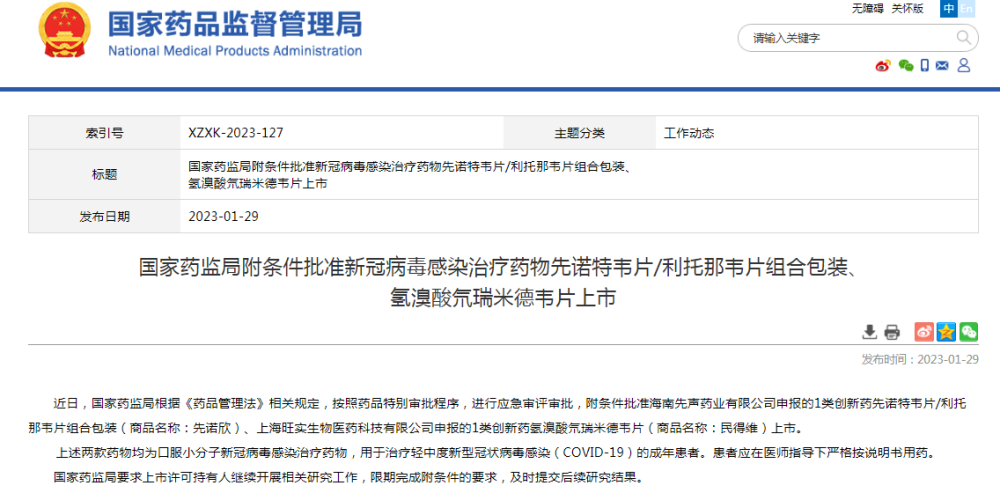 无障碍 关怀版 中 En
国家药品监督管理局
National Medical Products Administration
请输入关键字
索引号 XZXK-2023-127 主题分类 工作动态
标题 国家药监局附条件批准新冠病毒感染治疗药物先诺特韦片/利托那韦片组合包装、
氢溴酸氘瑞米德韦片上市
发布日期 2023-01-29
国家药监局附条件批准新冠病毒感染治疗药物先诺特韦片/利托那韦片组合包装、
氢溴酸氘瑞米德韦片上市
发布时间：2023-01-29
近日，国家药监局根据《药品管理法》相关规定，按照药品特别审批程序，进行应急审评审批，附条件批准海南先声药业有限公司申报的1类创新药先诺特韦片/利托
那韦片组合包装（商品名称：先诺欣）、上海旺实生物医药科技有限公司申报的1类创新药氢溴酸氘瑞米德韦片（商品名称：民得维）上市。
上述两款药物均为口服小分子新冠病毒感染治疗药物，用于治疗轻中度新型冠状病毒感染（COVID-19）的成年患者。患者应在医师指导下严格按说明书用药。
国家药监局要求上市许可持有人继续开展相关研究工作，限期完成附条件的要求，及时提交后续研究结果。